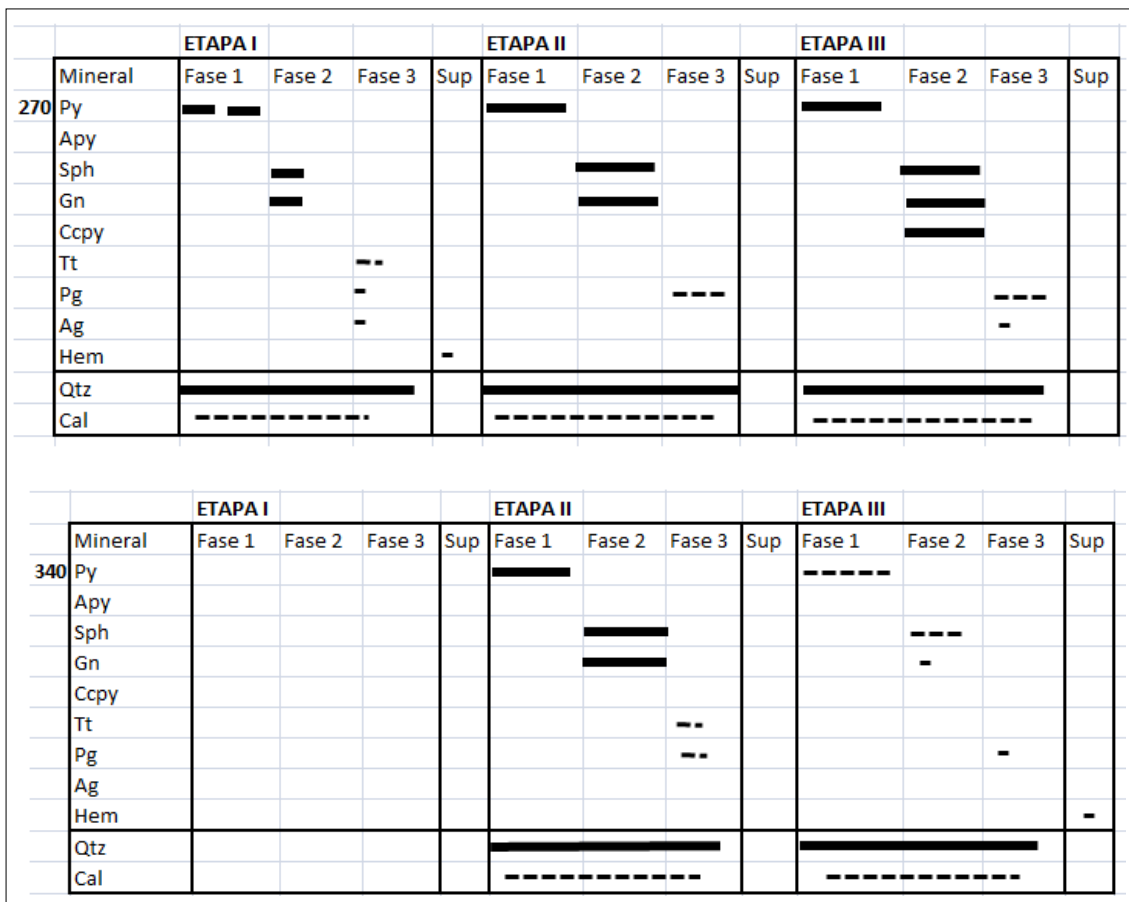 ETAPA I ETAPA II ETAPA III
Mineral Fase 1 Fase 2 Fase 3 Sup Fase 1 Fase 2 Fase 3 Sup Fase 1 Fase 2 Fase 3 Sup
270 Py
Apy
Sph
Gn
Ccpy
Tt
Pg
Ag
Hem
Qtz
Cal
ETAPA I ETAPA II ETAPA III
Mineral Fase 1 Fase 2 Fase 3 Sup Fase 1 Fase 2 Fase 3 Sup Fase 1 Fase 2 Fase 3 Sup
340 Py
Apy
Sph
Gn
Ccpy
Tt
Pg
Ag
Hem
Qtz
Cal